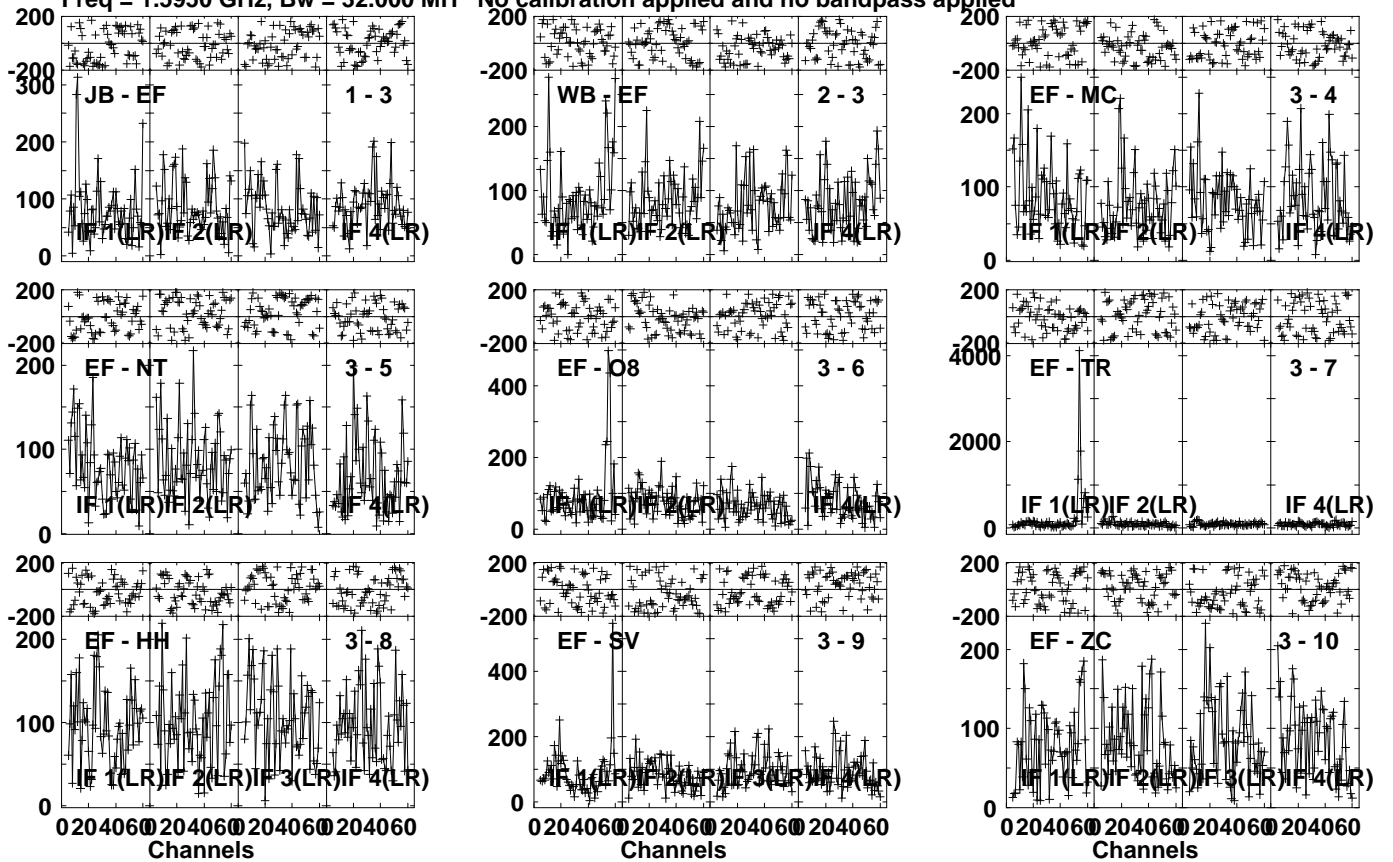 Freq = 1.5950 GHz, Bw = 32.000 MH No calibration applied and no bandpass applied
200 200 200
-200 -200 -200
300 JB - EF 1 - 3 WB - EF 2 - 3 EF - MC 3 - 4
200 200 200
100 100 100
IF 1(LR) IF 2(LR) IF 4(LR) IF 1(LR) IF 2(LR) IF 4(LR) IF 1(LR) IF 2(LR) IF 4(LR)
0 0 0
200 200 200
-200 -200 -200
200 EF - NT 3 - 5 400 EF - O8 3 - 6 4000 EF - TR 3 - 7
100 200 2000
IF 1(LR) IF 2(LR) IF 4(LR) IF 1(LR) IF 2(LR) IF 4(LR) IF 1(LR) IF 2(LR) IF 4(LR)
0 0 0
200 200 200
-200 -200 -200
200 EF - HH 3 - 8 EF - SV 3 - 9 EF - ZC 3 - 10
400 200
100 200 100
IF 1(LR) IF 2(LR) IF 3(LR) IF 4(LR) IF 1(LR) IF 2(LR) IF 3(LR) IF 4(LR) IF 1(LR) IF 2(LR) IF 3(LR) IF 4(LR)
0 0 0
0 20 40 60 0 20 40 60 0 20 40 60 0 20 40 60 0 20 40 60 0 20 40 60 0 20 40 60 0 20 40 60 0 20 40 60 0 20 40 60 0 20 40 60 0 20 40 60
Channels Channels Channels